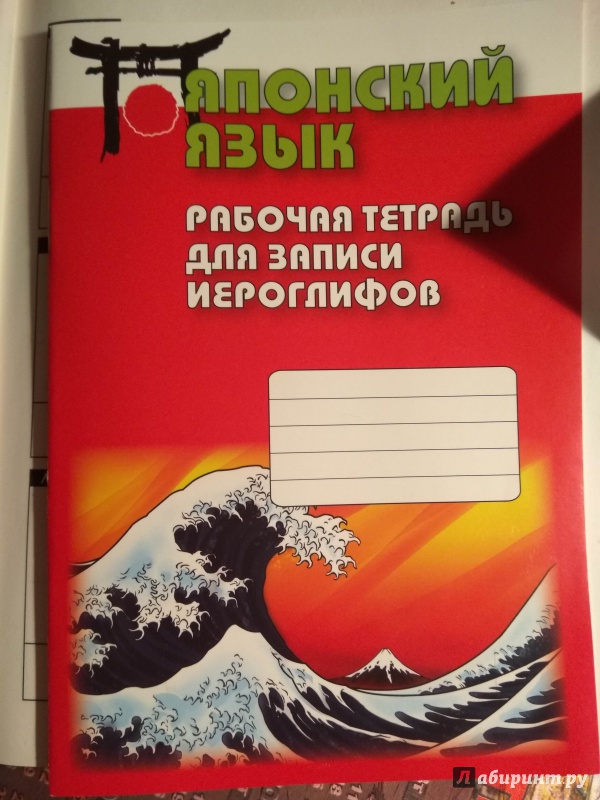 ЯПОНСКИЙ
ЯЗЫК
РАБОЧАЯ ТЕТРАДЬ
ДЛЯ ЗАПИСИ
ИЕРОГЛИФОВ
Лабиринт.ру